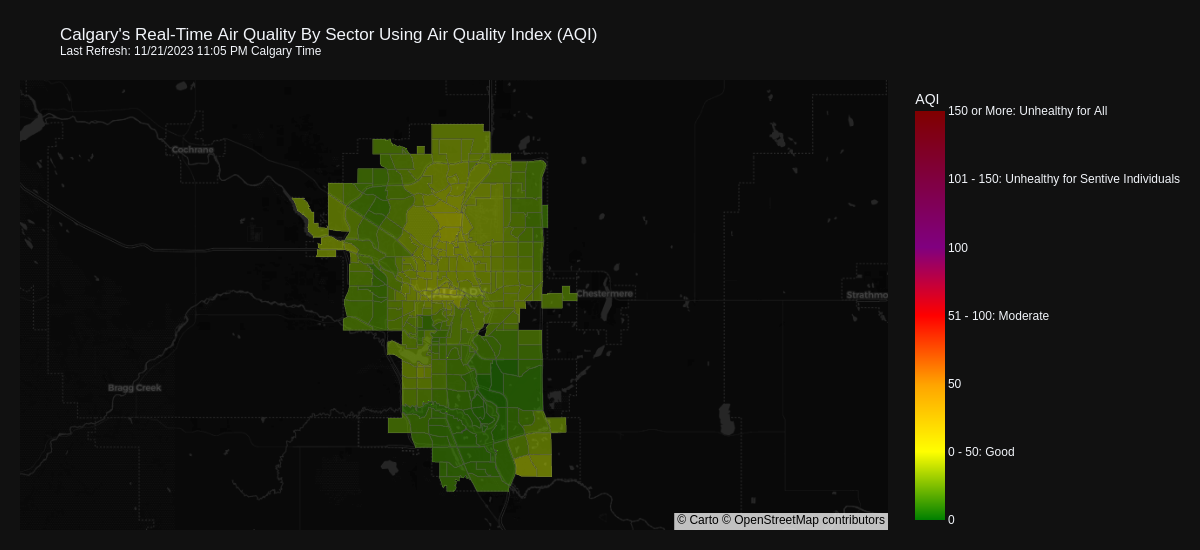 Calgary's Real-Time Air Quality By Sector Using Air Quality Index (AQI)
Last Refresh: 11/21/2023 11:05 PM Calgary Time
AQI
150 or More: Unhealthy for All
101 - 150: Unhealthy for Sentive Individuals
100
51 - 100: Moderate
50
0 - 50: Good
0
Cochrane
CALGARY
Chestermere
Strathmo
Bragg Creek
© Carto © OpenStreetMap contributors